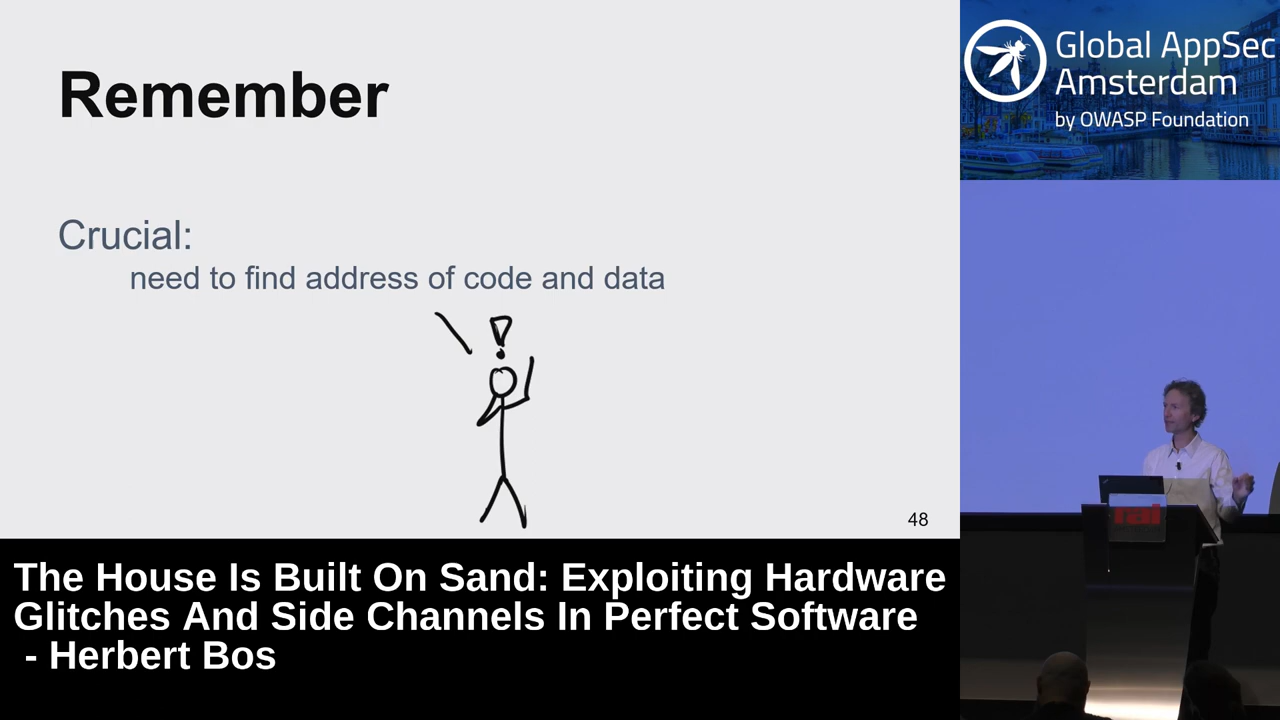 Remember
Crucial:
need to find address of code and data
48
The House Is Built On Sand: Exploiting Hardware
Glitches And Side Channels In Perfect Software
- Herbert Bos
Global AppSec
Amsterdam
by OWASP Foundation
rai